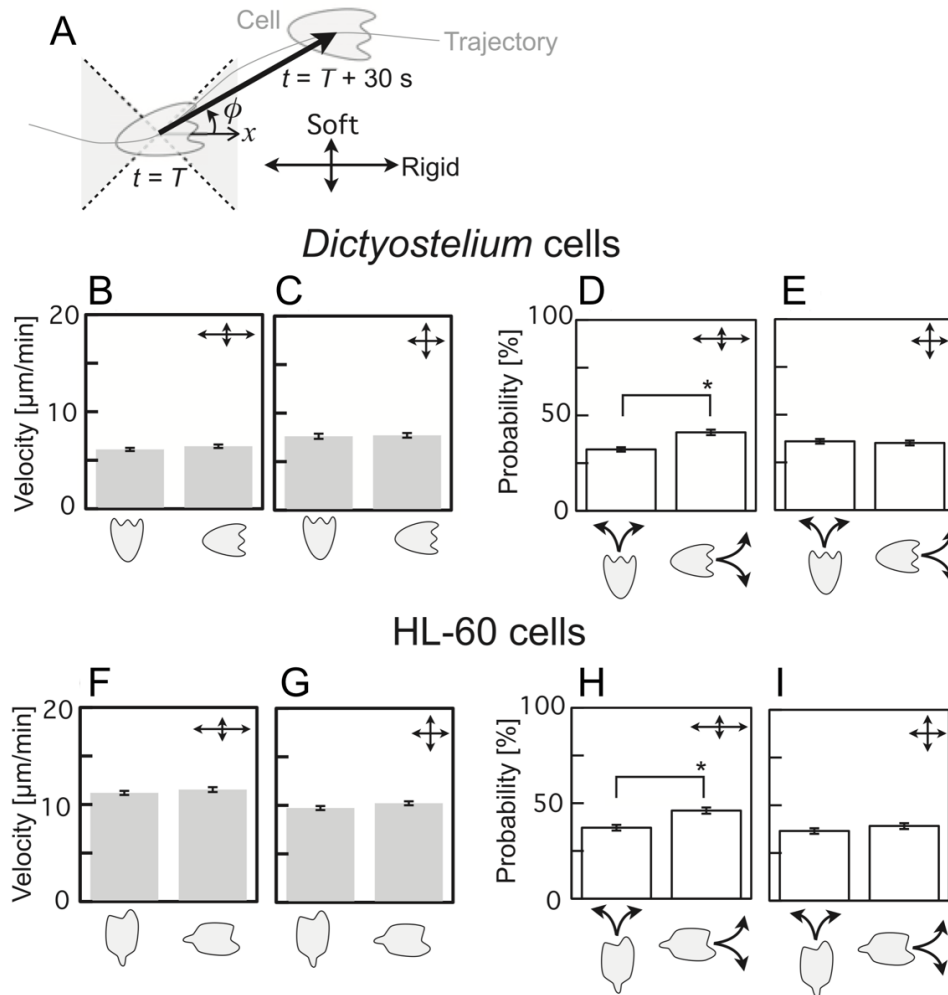 A
Cell
Trajectory
ϕ
x
t = T + 30 s
t = T
Soft
Rigid
Dictyostelium cells
B
C
D
E
Velocity [µm/min]
20
10
0
Probability [%]
100
50
0
*
HL-60 cells
F
G
H
I
Velocity [µm/min]
20
10
0
Probability [%]
100
50
0
*